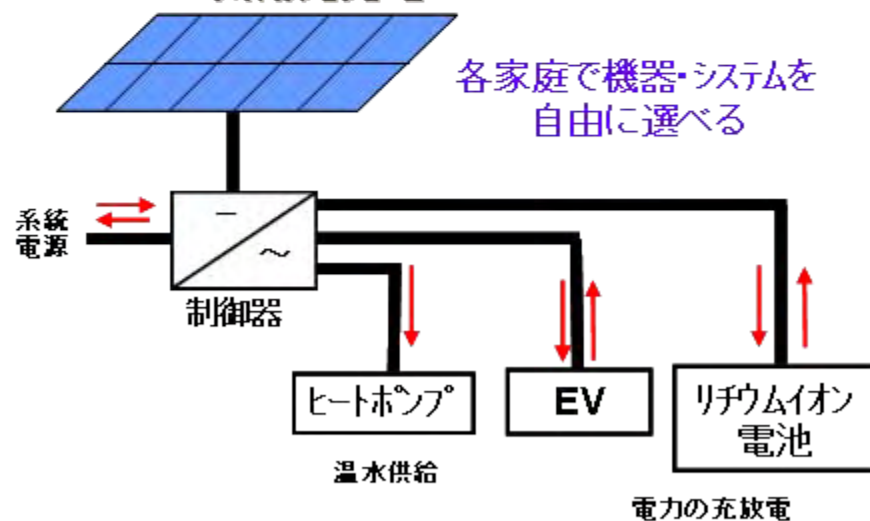 各家庭で機器・システムを
自由に選べる
系統
電源
－
～
制御器
ヒートポンプ
EV
リチウムイオン
電池
温水供給
電力の充放電